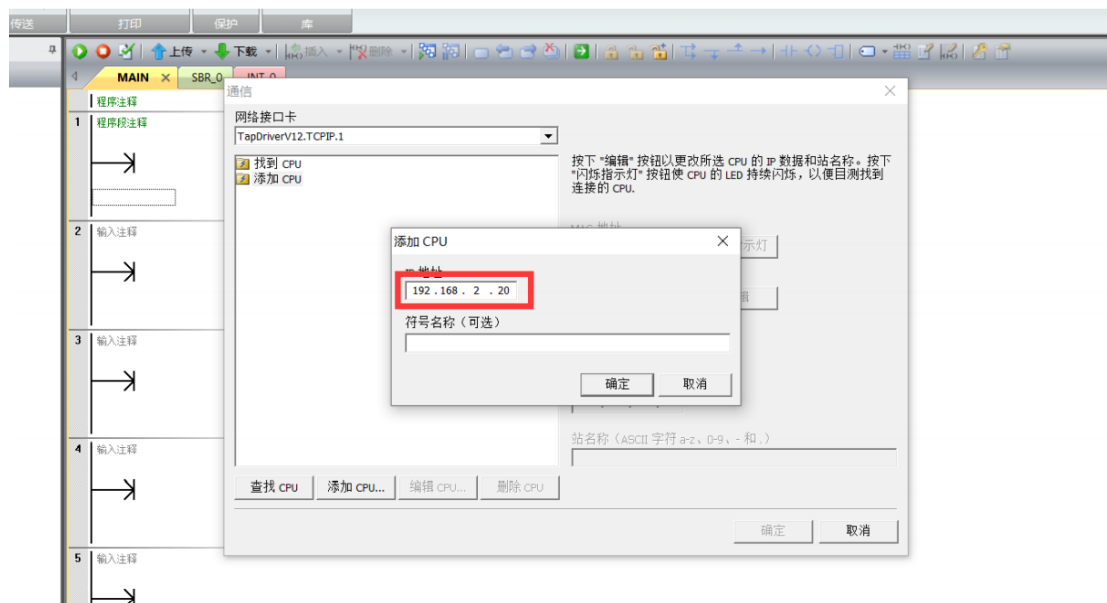 传送 打印 保护 库
上传 下载 插入 删除
MAIN SBR_0 INT_0
通信
程序注释
网络接口卡
1 程序段注释
TapDriverV12.TCPIP.1
找到 CPU
添加 CPU
按下 "编辑" 按钮以更改所选 CPU 的 IP 数据和站名称。按下
"闪烁指示灯" 按钮使 CPU 的 LED 持续闪烁，以便目测找到
连接的 CPU.
2 输入注释
MAC 地址
添加 CPU
示灯
IP 地址
192 . 168 . 2 . 20
符号名称（可选）
3 输入注释
确定 取消
4 输入注释
站名称（ASCII 字符 a-z、0-9、- 和 .）
查找 CPU 添加 CPU... 编辑 CPU... 删除 CPU
确定 取消
5 输入注释